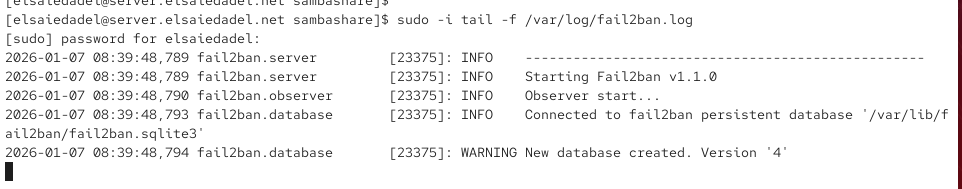 [elsaiedadel@server.elsaiedadel.net sambashare]$
[elsaiedadel@server.elsaiedadel.net sambashare]$ sudo -i tail -f /var/log/fail2ban.log
[sudo] password for elsaiedadel:
2026-01-07 08:39:48,789 fail2ban.server         [23375]: INFO    --------------------------------------------------
2026-01-07 08:39:48,789 fail2ban.server         [23375]: INFO    Starting Fail2ban v1.1.0
2026-01-07 08:39:48,790 fail2ban.observer       [23375]: INFO    Observer start...
2026-01-07 08:39:48,793 fail2ban.database       [23375]: INFO    Connected to fail2ban persistent database '/var/lib/f
ail2ban/fail2ban.sqlite3'
2026-01-07 08:39:48,794 fail2ban.database       [23375]: WARNING New database created. Version '4'